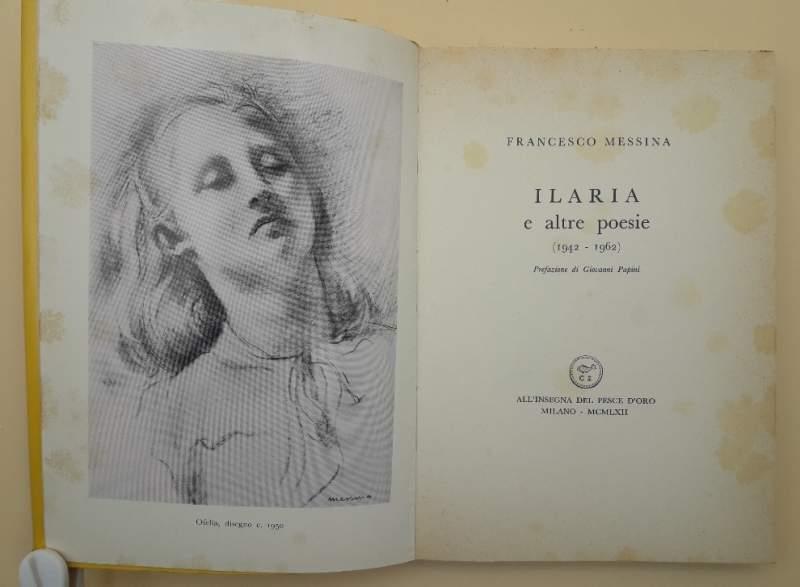 messina
Ofelia, disegno c. 1950
FRANCESCO MESSINA
ILARIA
e altre poesie
(1942 - 1962)
Prefazione di Giovanni Papini
C E
ALL'INSEGNA DEL PESCE D'ORO
MILANO - MCMLXII